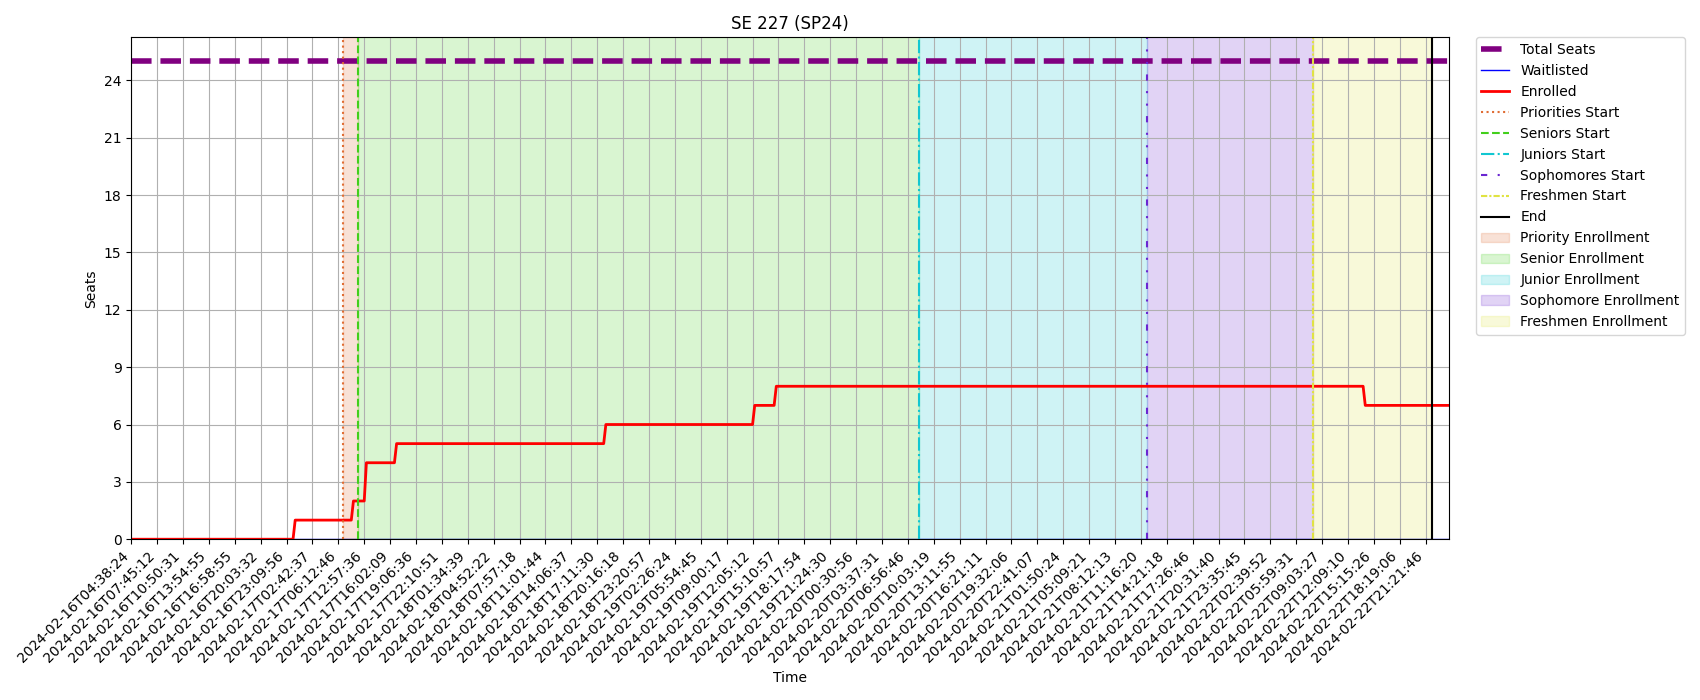 SE 227 (SP24)
Seats
24
21
18
15
12
9
6
3
0
2024-02-16T04:38:24
2024-02-16T07:45:12
2024-02-16T10:50:31
2024-02-16T13:54:55
2024-02-16T16:58:55
2024-02-16T20:03:32
2024-02-16T23:09:56
2024-02-17T02:42:37
2024-02-17T06:12:46
2024-02-17T12:57:36
2024-02-17T16:02:09
2024-02-17T19:06:36
2024-02-17T22:10:51
2024-02-18T01:34:39
2024-02-18T04:52:22
2024-02-18T07:57:18
2024-02-18T11:01:44
2024-02-18T14:06:37
2024-02-18T17:11:30
2024-02-18T20:16:18
2024-02-18T23:20:57
2024-02-19T02:26:24
2024-02-19T05:54:45
2024-02-19T09:00:17
2024-02-19T12:05:12
2024-02-19T15:10:57
2024-02-19T18:17:54
2024-02-19T21:24:30
2024-02-20T00:30:56
2024-02-20T03:37:31
2024-02-20T06:56:46
2024-02-20T10:03:19
2024-02-20T13:11:55
2024-02-20T16:21:11
2024-02-20T19:32:06
2024-02-20T22:41:07
2024-02-21T01:50:24
2024-02-21T05:09:21
2024-02-21T08:12:13
2024-02-21T11:16:20
2024-02-21T14:21:18
2024-02-21T17:26:46
2024-02-21T20:31:40
2024-02-21T23:35:45
2024-02-22T02:39:52
2024-02-22T05:59:31
2024-02-22T09:03:27
2024-02-22T12:09:10
2024-02-22T15:15:26
2024-02-22T18:19:06
2024-02-22T21:21:46
Time
Total Seats
Waitlisted
Enrolled
Priorities Start
Seniors Start
Juniors Start
Sophomores Start
Freshmen Start
End
Priority Enrollment
Senior Enrollment
Junior Enrollment
Sophomore Enrollment
Freshmen Enrollment